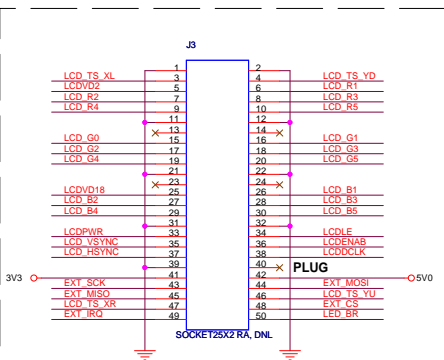 J3
1 2
LCD_TS_XL 3 4 LCD_TS_YD
LCDVD2 5 6 LCD_R1
LCD_R2 7 8 LCD_R3
LCD_R4 9 10 LCD_R5
11 12
13 14
LCD_G0 15 16 LCD_G1
LCD_G2 17 18 LCD_G3
LCD_G4 19 20 LCD_G5
21 22
23 24
LCDVD18 25 26 LCD_B1
LCD_B2 27 28 LCD_B3
LCD_B4 29 30 LCD_B5
31 32
LCDPWR 33 34 LCDLE
LCD_VSYNC 35 36 LCDENAB
LCD_HSYNC 37 38 LCDDCLK
39 40 PLUG
3V3 41 42 5V0
EXT_SCK 43 44 EXT_MOSI
EXT_MISO 45 46 LCD_TS_YU
LCD_TS_XR 47 48 EXT_CS
EXT_IRQ 49 50 LED_BR
SOCKET25X2 RA, DNL